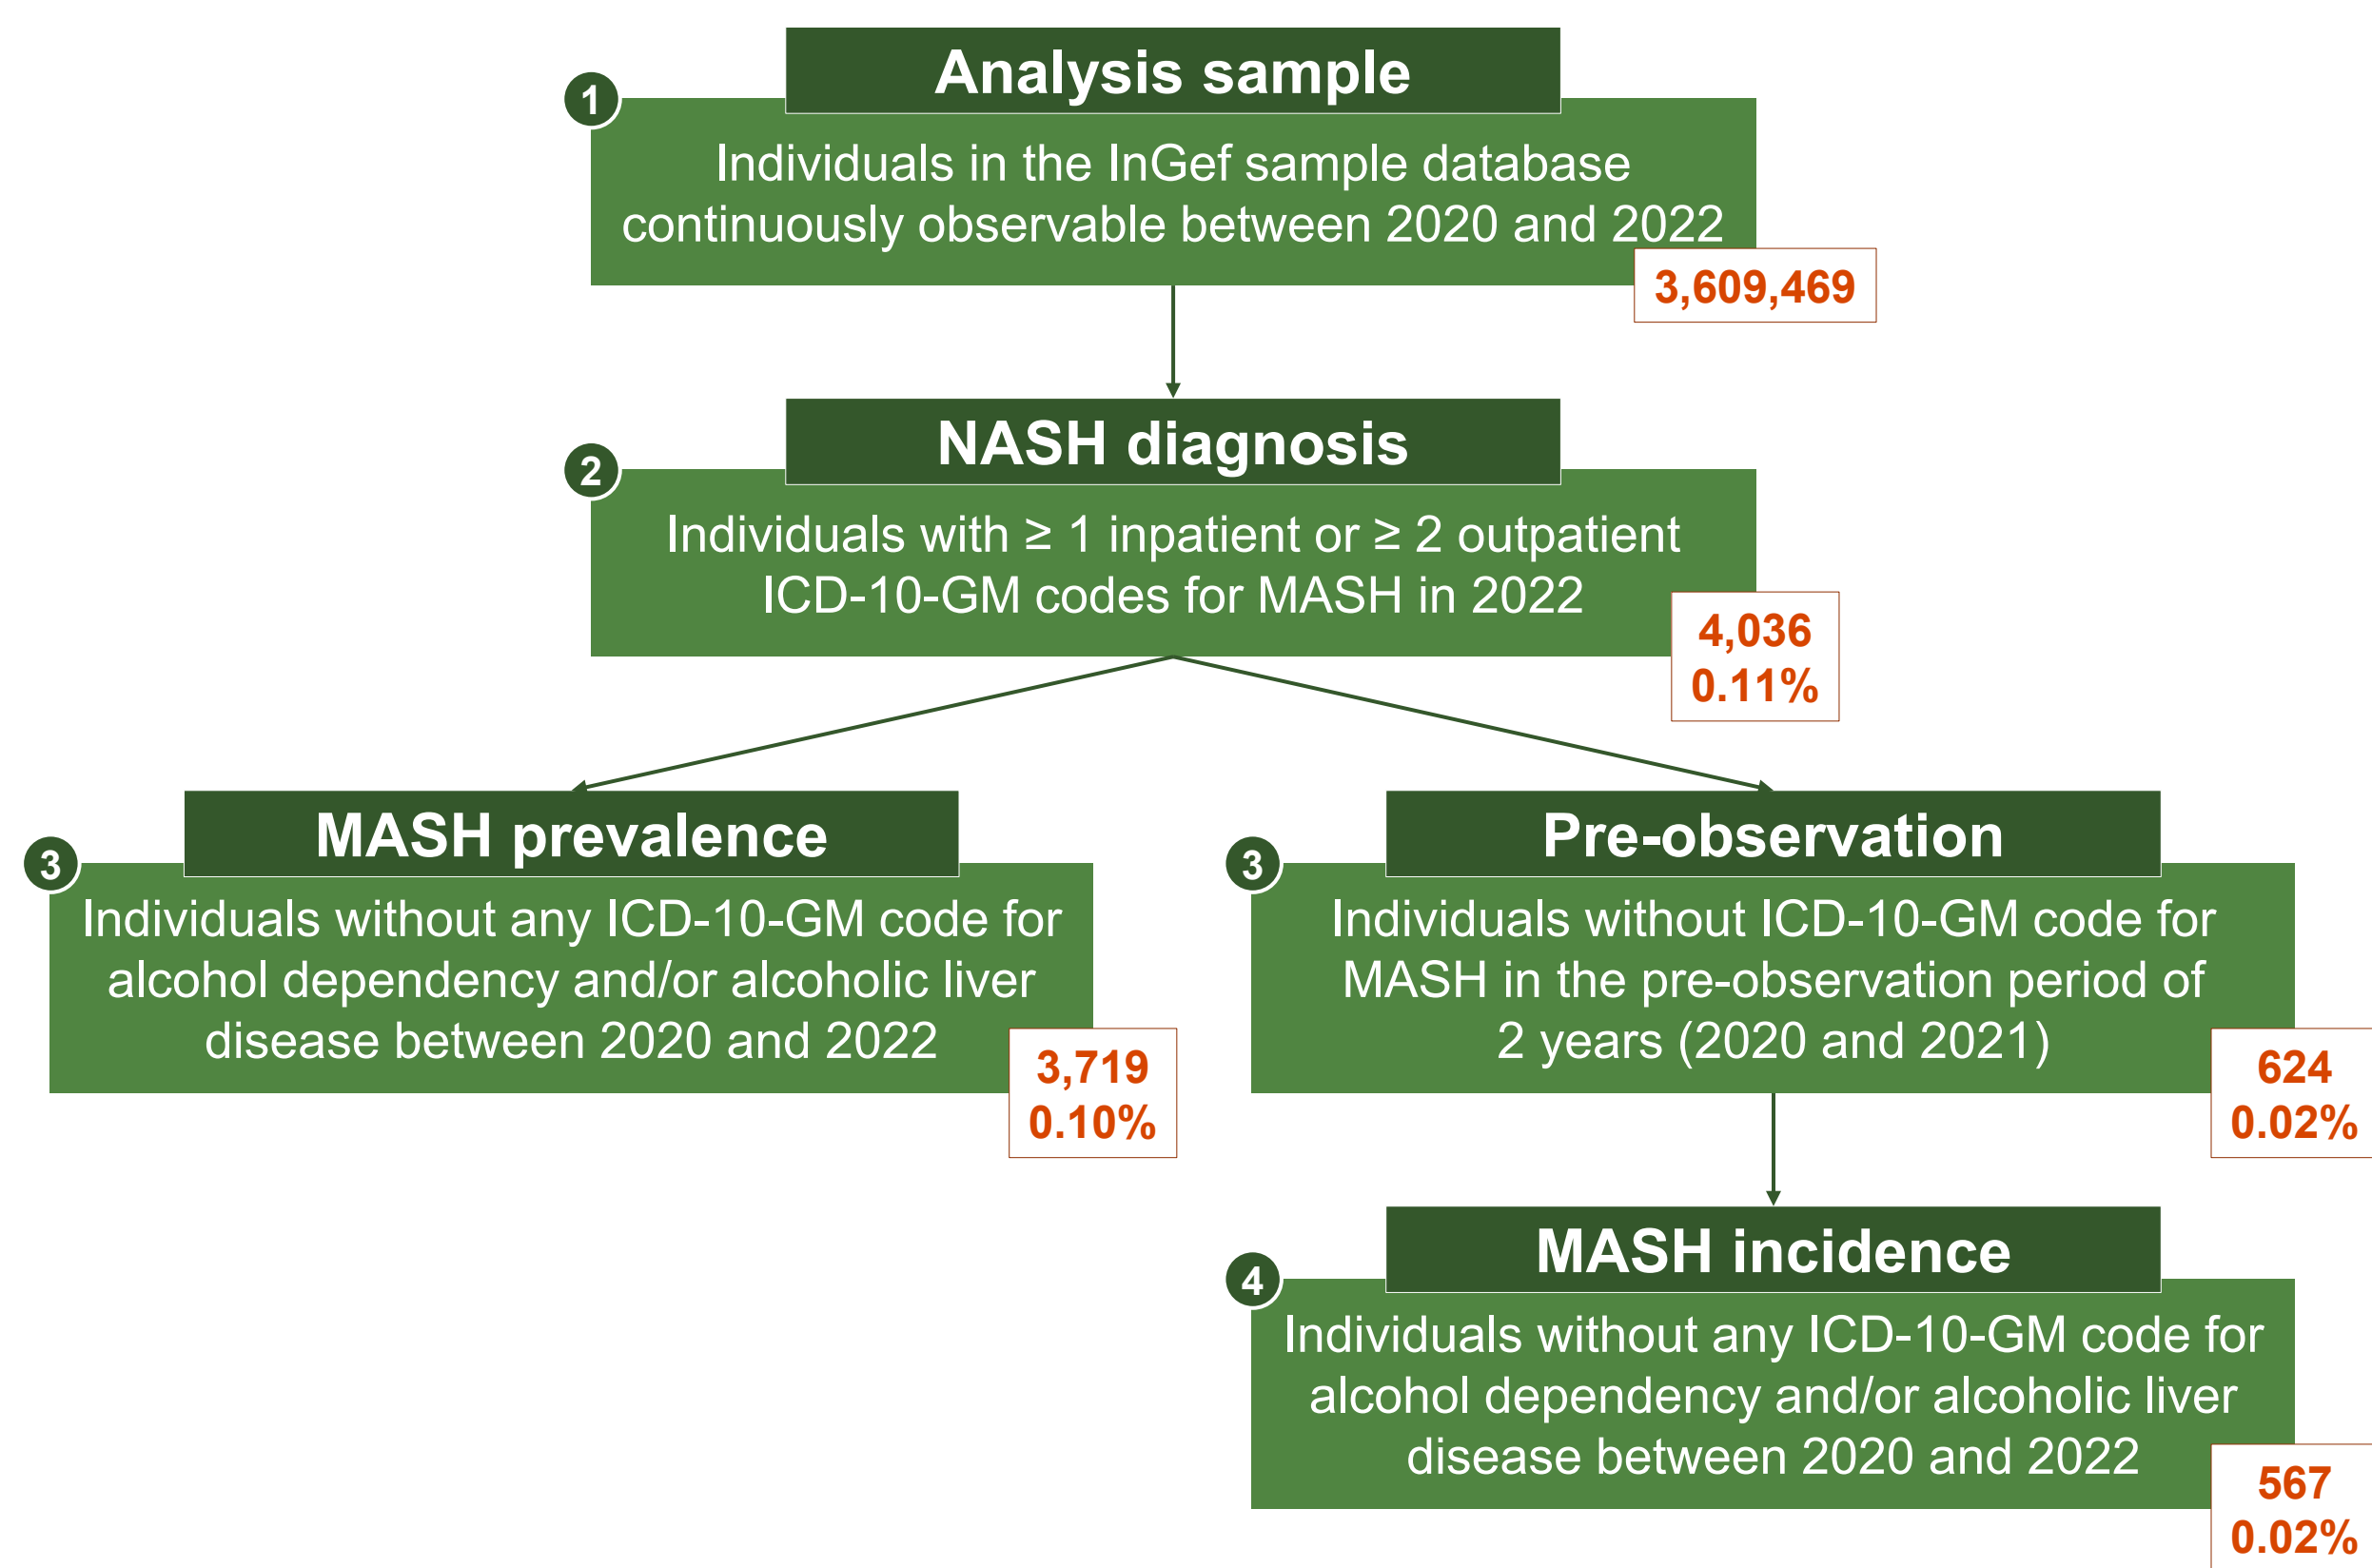 Analysis sample
1
Individuals in the InGef sample database
continuously observable between 2020 and 2022
3,609,469
NASH diagnosis
2
Individuals with ≥ 1 inpatient or ≥ 2 outpatient
ICD-10-GM codes for MASH in 2022
4,036
0.11%
MASH prevalence
3
Individuals without any ICD-10-GM code for
alcohol dependency and/or alcoholic liver
disease between 2020 and 2022
3,719
0.10%
Pre-observation
3
Individuals without ICD-10-GM code for
MASH in the pre-observation period of
2 years (2020 and 2021)
624
0.02%
MASH incidence
4
Individuals without any ICD-10-GM code for
alcohol dependency and/or alcoholic liver
disease between 2020 and 2022
567
0.02%